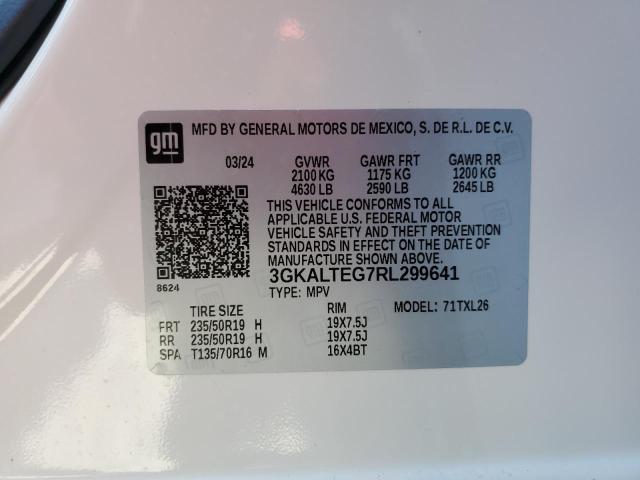 gm
MFD BY GENERAL MOTORS DE MEXICO, S. DE R.L. DE C.V.
03/24 GVWR GAWR FRT GAWR RR
2100 KG 1175 KG 1200 KG
4630 LB 2590 LB 2645 LB
THIS VEHICLE CONFORMS TO ALL
APPLICABLE U.S. FEDERAL MOTOR
VEHICLE SAFETY AND THEFT PREVENTION
STANDARDS IN EFFECT ON THE DATE OF
MANUFACTURE SHOWN ABOVE.
3GKALTEG7RL299641
8624
TYPE: MPV MODEL: 71TXL26
TIRE SIZE RIM
FRT 235/50R19 H 19X7.5J
RR 235/50R19 H 19X7.5J
SPA T135/70R16 M 16X4BT